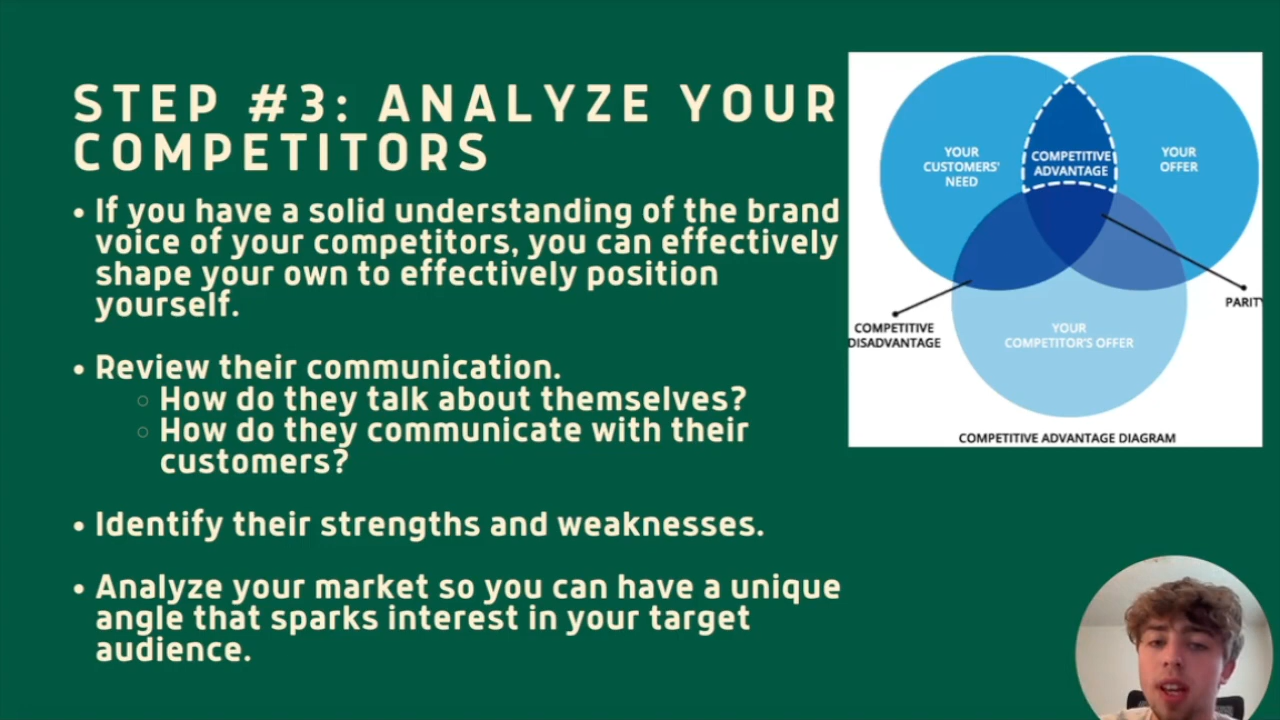 STEP #3: ANALYZE YOUR
COMPETITORS
• If you have a solid understanding of the brand
voice of your competitors, you can effectively
shape your own to effectively position
yourself.
• Review their communication.
○ How do they talk about themselves?
○ How do they communicate with their
customers?
• Identify their strengths and weaknesses.
• Analyze your market so you can have a unique
angle that sparks interest in your target
audience.
YOUR
CUSTOMERS'
NEED
COMPETITIVE
ADVANTAGE
YOUR
OFFER
PARITY
COMPETITIVE
DISADVANTAGE
YOUR
COMPETITOR'S OFFER
COMPETITIVE ADVANTAGE DIAGRAM